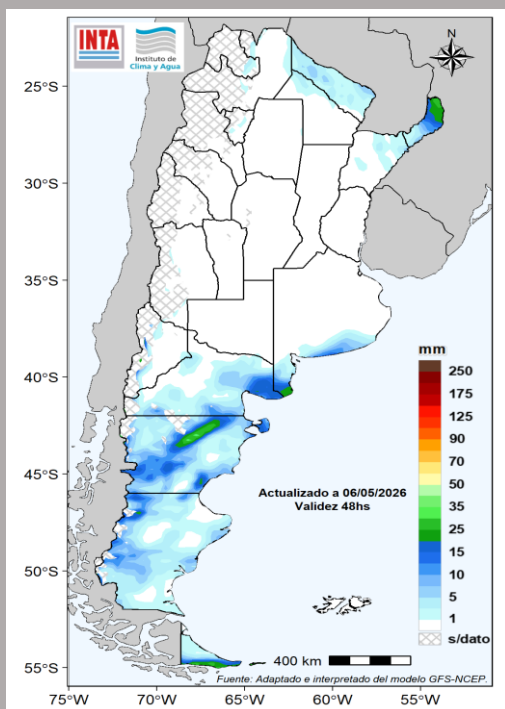 INTA
Instituto de
Clima y Agua
N
25°S
30°S
35°S
40°S
45°S
50°S
55°S
mm
250
175
125
90
70
50
35
25
15
10
5
1
s/dato
Actualizado a 06/05/2026
Validez 48hs
400 km
Fuente: Adaptado e interpretado del modelo GFS-NCEP.
75°W
70°W
65°W
60°W
55°W